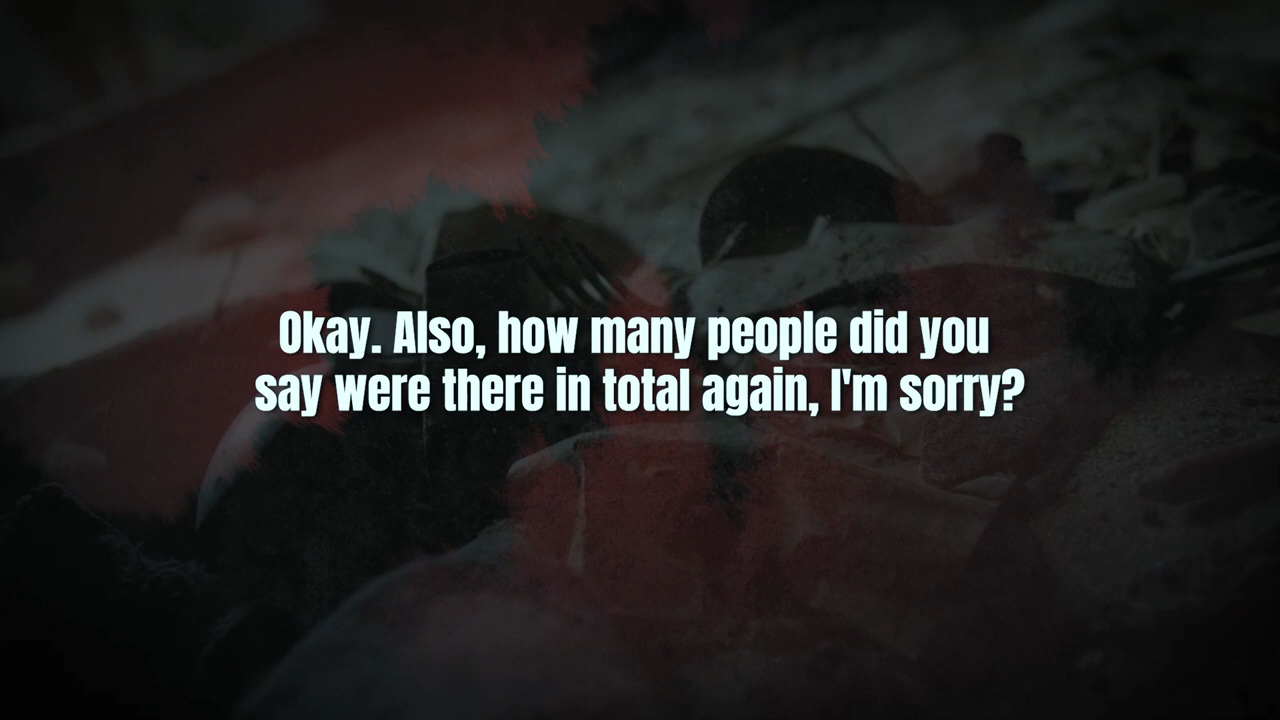 Okay. Also, how many people did you
say were there in total again, I'm sorry?